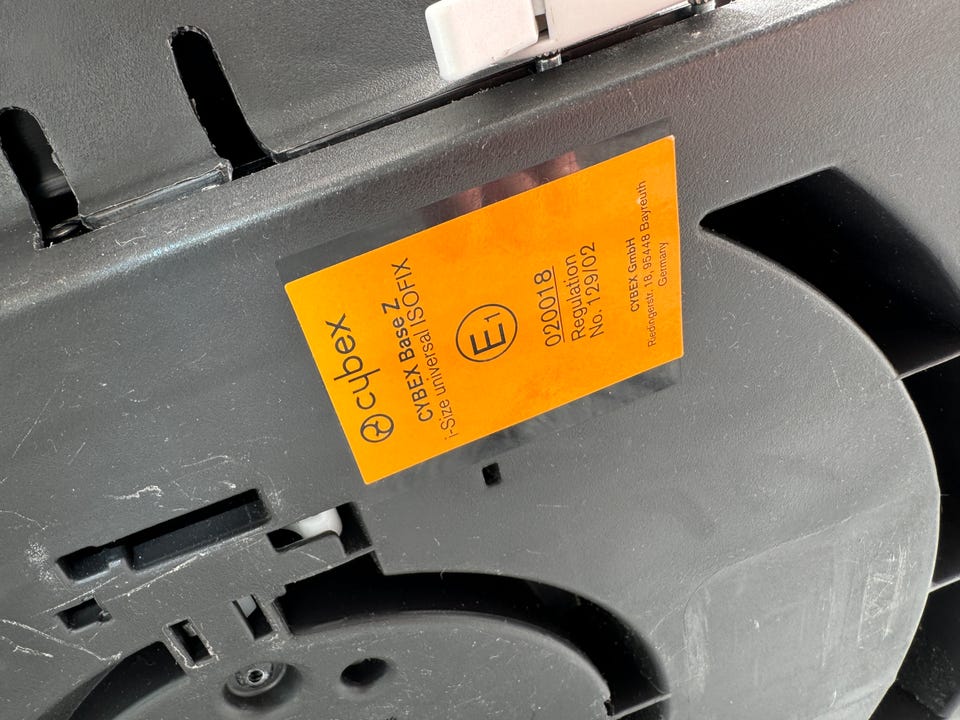 cybex
CYBEX Base Z
i-Size universal ISOFIX
E1
020018
Regulation
No. 129/02
CYBEX GmbH
Riedingerstr. 18, 95448 Bayreuth
Germany